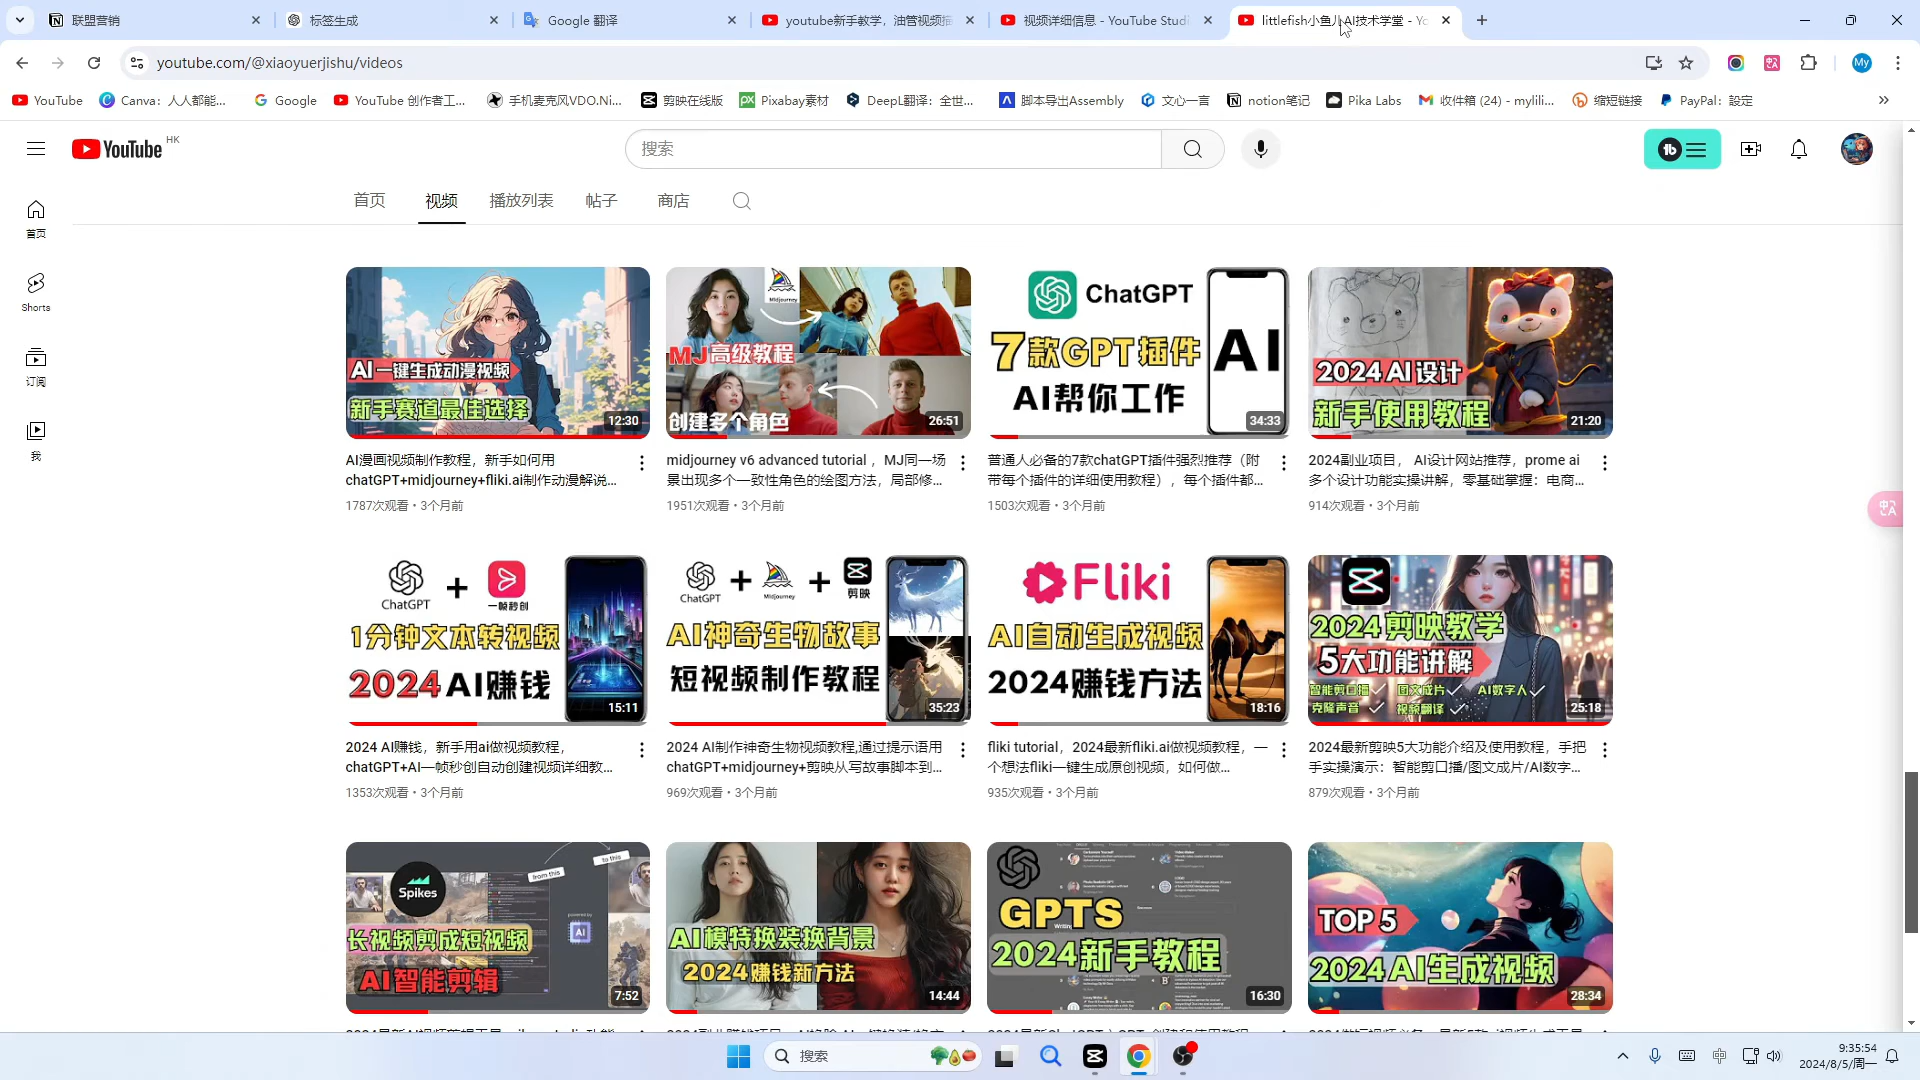 联盟营销
标签生成
Google 翻译
youtube新手教学，油管视频描
视频详细信息 - YouTube Studi
littlefish小鱼儿AI技术学堂 - Yo
youtube.com/@xiaoyuerjishu/videos
My
YouTube
Canva：人人都能...
Google
YouTube 创作者工...
手机麦克风VDO.Ni...
剪映在线版
Pixabay素材
DeepL翻译：全世...
脚本导出Assembly
文心一言
notion笔记
Pika Labs
收件箱 (24) - mylili...
缩短链接
PayPal：設定
YouTube HK
搜索
首页
视频
播放列表
帖子
商店
首页
Shorts
订阅
我
AI一键生成动漫视频
新手赛道最佳选择
12:30
Midjourney
MJ高级教程
创建多个角色
26:51
ChatGPT
7款GPT插件
AI帮你工作
AI
34:33
2024 AI设计
新手使用教程
21:20
AI漫画视频制作教程，新手如何用
chatGPT+midjourney+fliki.ai制作动漫解说...
1787次观看・3个月前
midjourney v6 advanced tutorial ，MJ同一场
景出现多个一致性角色的绘图方法，局部修...
1951次观看・3个月前
普通人必备的7款chatGPT插件强烈推荐（附
带每个插件的详细使用教程），每个插件都...
1503次观看・3个月前
2024副业项目， AI设计网站推荐，prome ai
多个设计功能实操讲解，零基础掌握：电商...
914次观看・3个月前
ChatGPT
+
一帧秒创
1分钟文本转视频
2024 AI赚钱
15:11
ChatGPT
+
Midjourney
+
剪映
AI神奇生物故事
短视频制作教程
35:23
Fliki
AI自动生成视频
2024赚钱方法
18:16
2024剪映教学
5大功能讲解
智能剪口播 图文成片 AI数字人
克隆声音 视频翻译
25:18
2024 AI赚钱，新手用ai做视频教程，
chatGPT+AI—帧秒创自动创建视频详细教...
1353次观看・3个月前
2024 AI制作神奇生物视频教程,通过提示语用
chatGPT+midjourney+剪映从写故事脚本到...
969次观看・3个月前
fliki tutorial，2024最新fliki.ai做视频教程，一
个想法fliki一键生成原创视频，如何做...
935次观看・3个月前
2024最新剪映5大功能介绍及使用教程，手把
手实操演示：智能剪口播/图文成片/AI数字...
879次观看・3个月前
Spikes
from this
to this
powered by
AI
长视频剪成短视频
AI智能剪辑
7:52
AI模特换装换背景
2024赚钱新方法
14:44
GPTS
2024新手教程
16:30
TOP 5
2024 AI生成视频
28:34
搜索
中
9:35:54
2024/8/5/周一